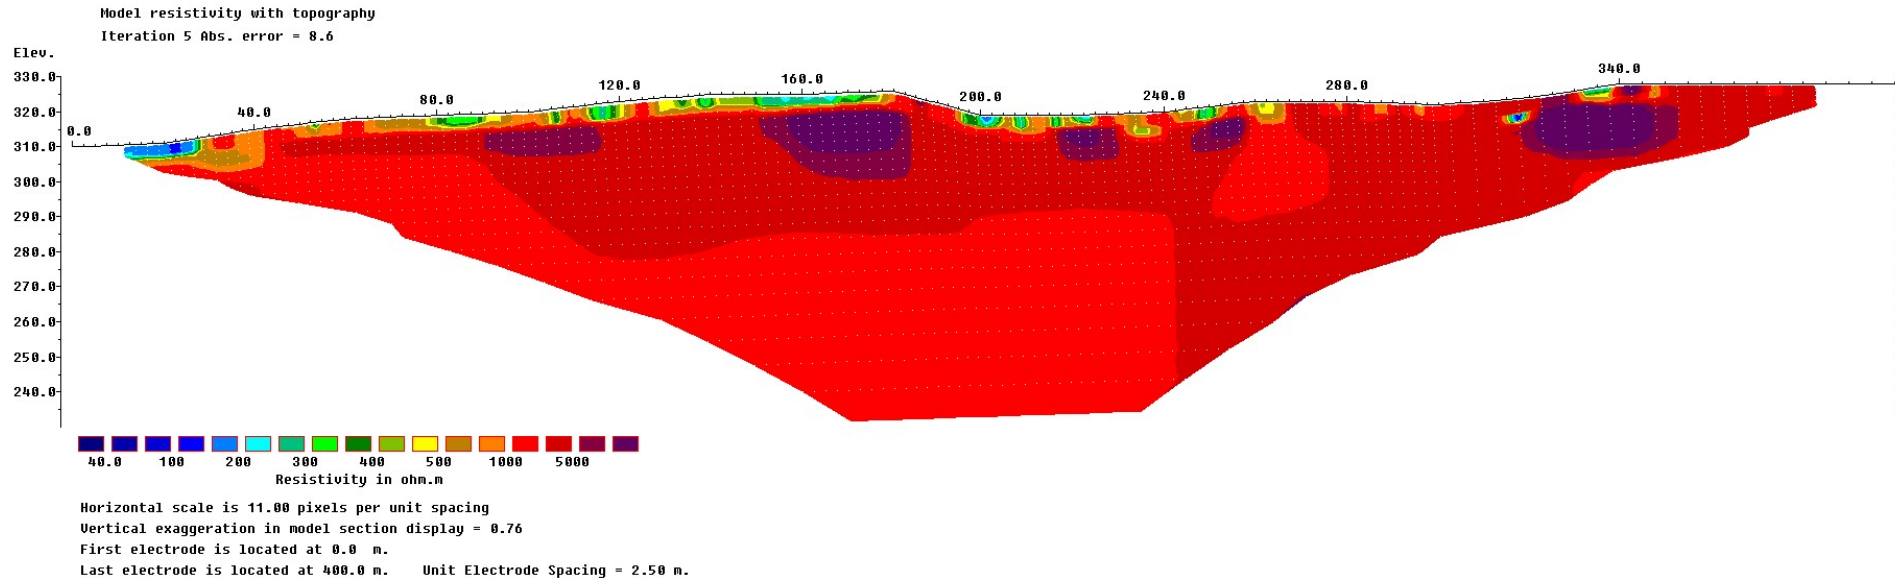 Model resistivity with topography
Iteration 5 Abs. error = 8.6
Elev.
330.0
340.0
160.0
120.0
280.0
80.0
200.0
240.0
320.0
40.0
0.0
310.0
300.0
290.0
280.0
270.0
260.0
250.0
240.0
40.0 100 200 300 400 500 1000 5000
Resistivity in ohm.m
Horizontal scale is 11.00 pixels per unit spacing
Vertical exaggeration in model section display = 0.76
First electrode is located at 0.0 m.
Last electrode is located at 400.0 m. Unit Electrode Spacing = 2.50 m.